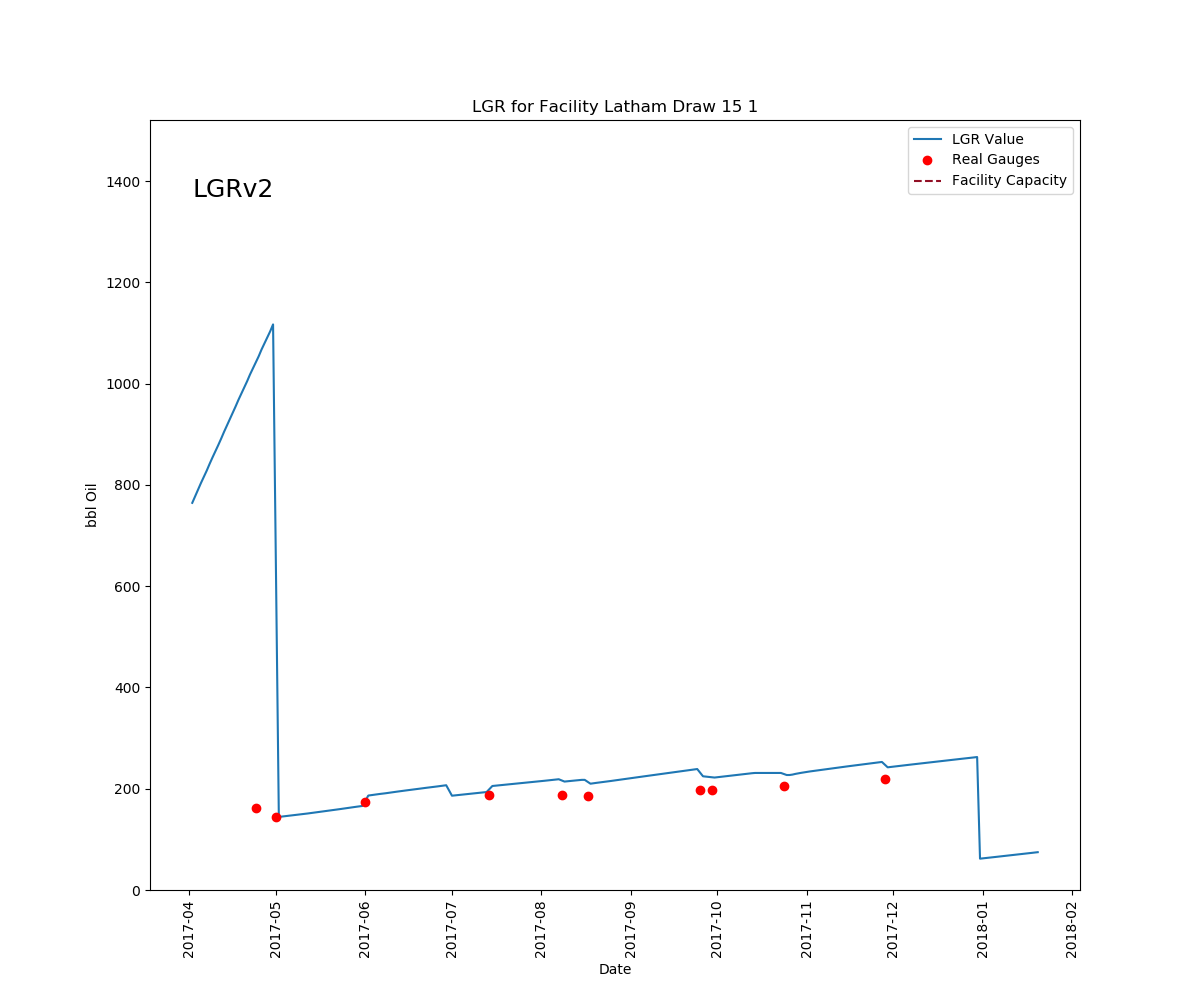 LGR for Facility Latham Draw 15 1
LGR Value
Real Gauges
Facility Capacity
LGRv2
1400
1200
1000
800
600
400
200
0
bbl Oil
2017-04
2017-05
2017-06
2017-07
2017-08
2017-09
2017-10
2017-11
2017-12
2018-01
2018-02
Date